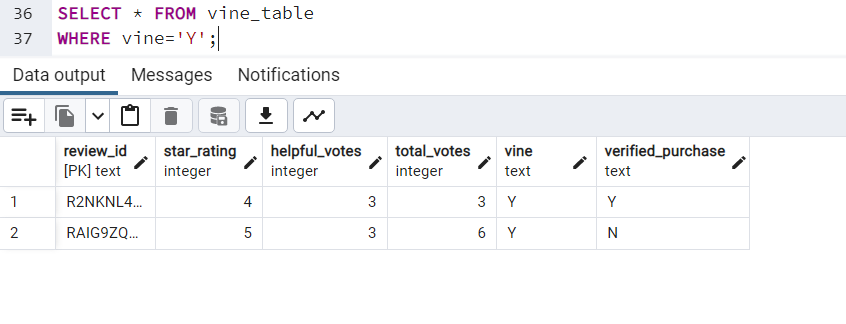 36 SELECT * FROM vine_table
37 WHERE vine='Y';
Data output Messages Notifications
review_id star_rating helpful_votes total_votes vine verified_purchase
[PK] text integer integer integer text text
1 R2NKNL4... 4 3 3 Y Y
2 RAIG9ZQ... 5 3 6 Y N